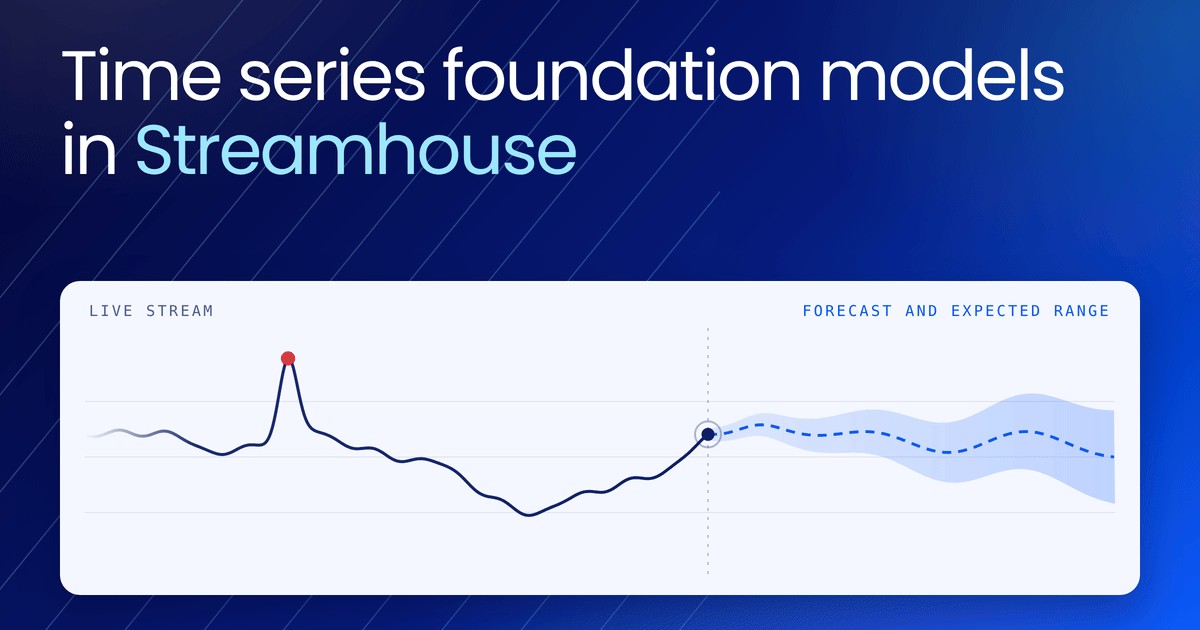 Time series foundation models
in Streamhouse
LIVE STREAM
FORECAST AND EXPECTED RANGE